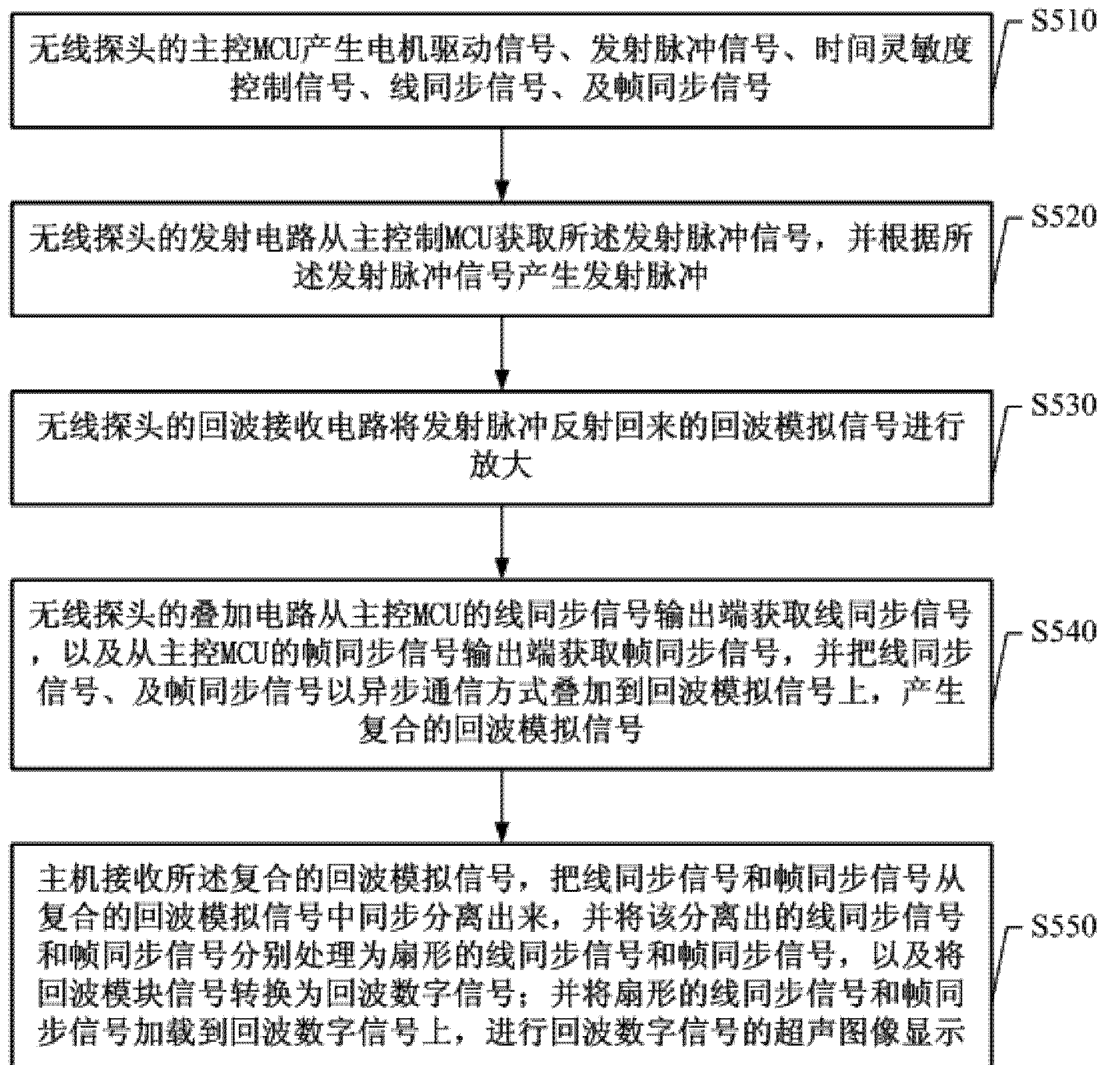 S510
无线探头的主控MCU产生电机驱动信号、发射脉冲信号、时间灵敏度
控制信号、线同步信号、及帧同步信号
S520
无线探头的发射电路从主控制MCU获取所述发射脉冲信号，并根据所
述发射脉冲信号产生发射脉冲
S530
无线探头的回波接收电路将发射脉冲反射回来的回波模拟信号进行
放大
S540
无线探头的叠加电路从主控MCU的线同步信号输出端获取线同步信号
，以及从主控MCU的帧同步信号输出端获取帧同步信号，并把线同步
信号、及帧同步信号以异步通信方式叠加到回波模拟信号上，产生
复合的回波模拟信号
S550
主机接收所述复合的回波模拟信号，把线同步信号和帧同步信号从
复合的回波模拟信号中同步分离出来，并将该分离出的线同步信号
和帧同步信号分别处理为扇形的线同步信号和帧同步信号，以及将
回波模块信号转换为回波数字信号；并将扇形的线同步信号和帧同
步信号加载到回波数字信号上，进行回波数字信号的超声图像显示